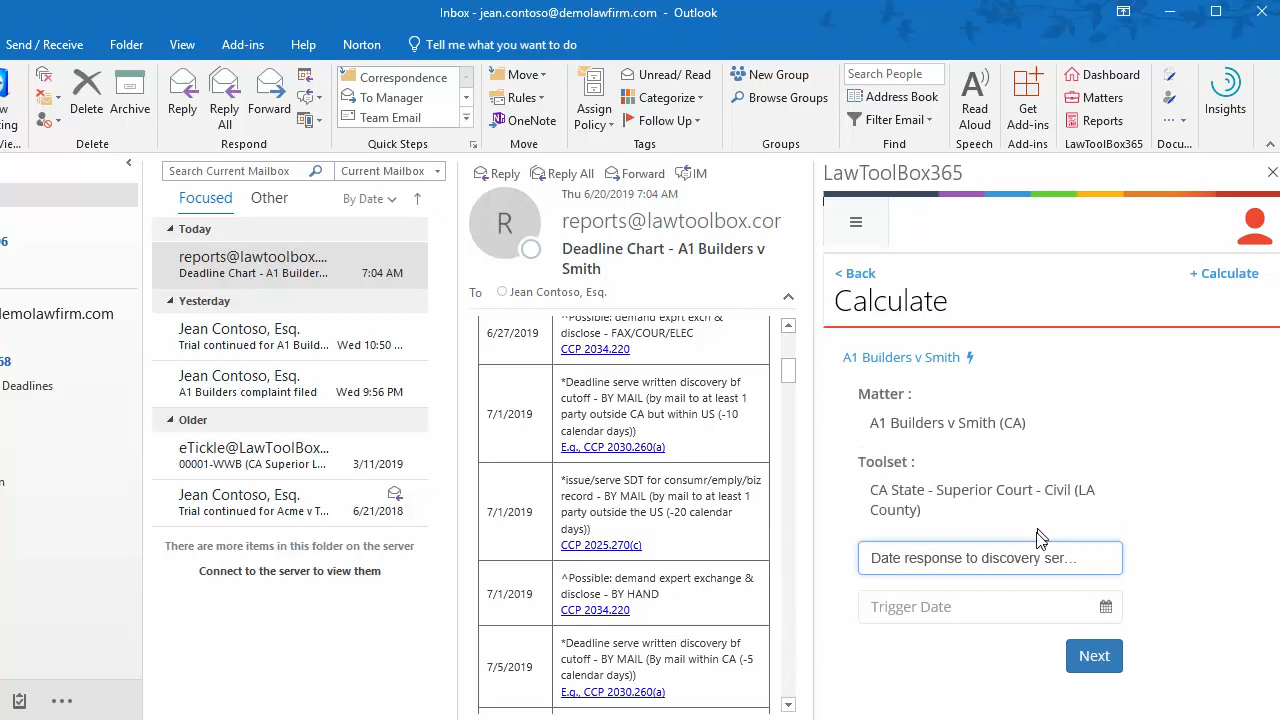 Inbox - jean.contoso@demolawfirm.com - Outlook
Send / Receive Folder View Add-ins Help Norton Tell me what you want to do
Delete Archive
Reply Reply All Forward
Correspondence
To Manager
Team Email
Move
Rules
OneNote
Assign Policy
Unread/ Read
Categorize
Follow Up
New Group
Browse Groups
Search People
Address Book
Filter Email
Read Aloud
Get Add-ins
Dashboard
Matters
Reports
Insights
Delete Respond Quick Steps Move Tags Groups Find Speech Add-ins LawToolBox365 Docu...
demolawfirm.com
Deadlines
Search Current Mailbox Current Mailbox
Focused Other By Date
Today
reports@lawtoolbox....
Deadline Chart - A1 Builder... 7:04 AM
Yesterday
Jean Contoso, Esq.
Trial continued for A1 Build... Wed 10:50 ...
Jean Contoso, Esq.
A1 Builders complaint filed Wed 9:56 PM
Older
eTickle@LawToolBox...
00001-WWB (CA Superior L... 3/11/2019
Jean Contoso, Esq.
Trial continued for Acme v T... 6/21/2018
There are more items in this folder on the server
Connect to the server to view them
Reply Reply All Forward IM
Thu 6/20/2019 7:04 AM
R
reports@lawtoolbox.cor
Deadline Chart - A1 Builders v
Smith
To Jean Contoso, Esq.
^Possible: demand exprt exch &
6/27/2019 disclose - FAX/COUR/ELEC
CCP 2034.220
*Deadline serve written discovery bf
cutoff - BY MAIL (by mail to at least 1
7/1/2019 party outside CA but within US (-10
calendar days))
E.g., CCP 2030.260(a)
*issue/serve SDT for consumr/emply/biz
record - BY MAIL (by mail to at least 1
7/1/2019 party outside the US (-20 calendar
days))
CCP 2025.270(c)
^Possible: demand expert exchange &
7/1/2019 disclose - BY HAND
CCP 2034.220
*Deadline serve written discovery bf
7/5/2019 cutoff - BY MAIL (By mail within CA (-5
calendar days))
E.g., CCP 2030.260(a)
LawToolBox365
< Back + Calculate
Calculate
A1 Builders v Smith
Matter :
A1 Builders v Smith (CA)
Toolset :
CA State - Superior Court - Civil (LA
County)
Date response to discovery ser...
Trigger Date
Next